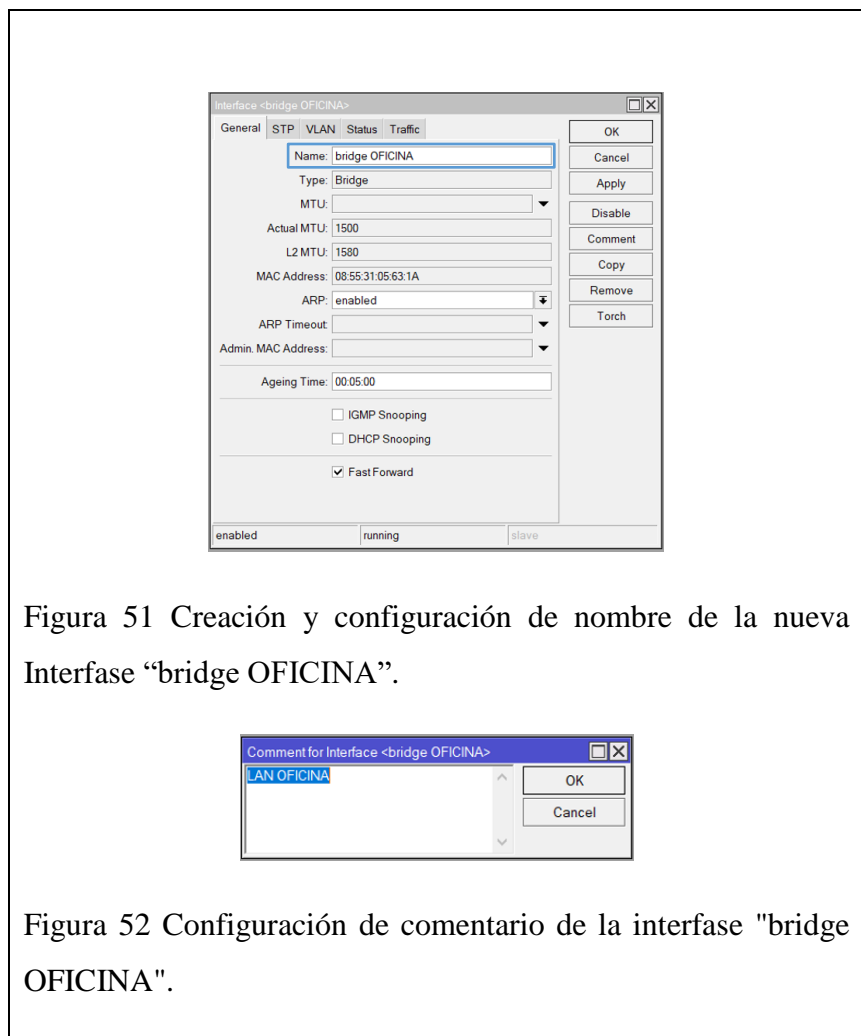 Interface <bridge OFICINA>
General STP VLAN Status Traffic
OK
Name: bridge OFICINA
Cancel
Type: Bridge
Apply
MTU:
Disable
Actual MTU: 1500
Comment
L2 MTU: 1580
Copy
MAC Address: 08:55:31:05:63:1A
Remove
ARP: enabled
Torch
ARP Timeout:
Admin. MAC Address:
Ageing Time: 00:05:00
IGMP Snooping
DHCP Snooping
Fast Forward
enabled running slave
Figura 51 Creación y configuración de nombre de la nueva
Interfase “bridge OFICINA”.
Comment for Interface <bridge OFICINA>
LAN OFICINA
OK
Cancel
Figura 52 Configuración de comentario de la interfase "bridge
OFICINA".